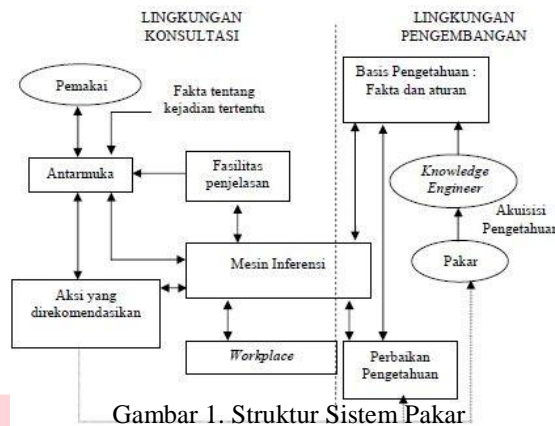 LINGKUNGAN
KONSULTASI
LINGKUNGAN
PENGEMBANGAN
Pemakai
Fakta tentang
kejadian tertentu
Basis Pengetahuan :
Fakta dan aturan
Antarmuka
Fasilitas
penjelasan
Knowledge
Engineer
Akuisisi
Pengetahuan
Mesin Inferensi
Pakar
Aksi yang
direkomendasikan
Workplace
Perbaikan
Pengetahuan
Gambar 1. Struktur Sistem Pakar